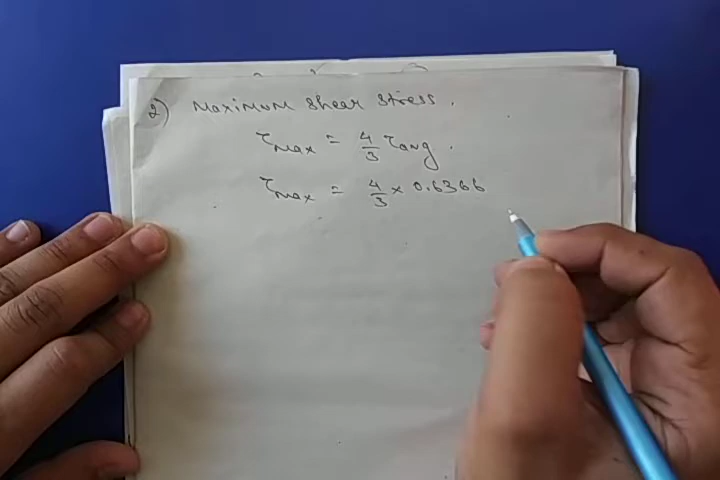 2) Maximum shear stress.
τmax = 4/3 τavg.
τmax = 4/3 × 0.6366